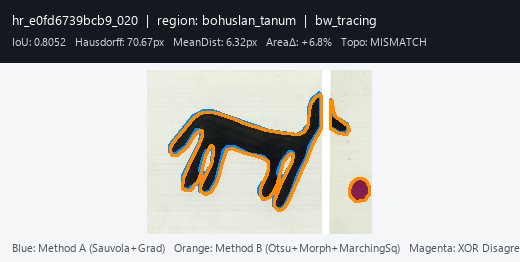 hr_e0fd6739bcb9_020 | region: bohuslan_tanum | bw_tracing
IoU: 0.8052 Hausdorff: 70.67px MeanDist: 6.32px AreaΔ: +6.8% Topo: MISMATCH
Blue: Method A (Sauvola+Grad) Orange: Method B (Otsu+Morph+MarchingSq) Magenta: XOR Disagre